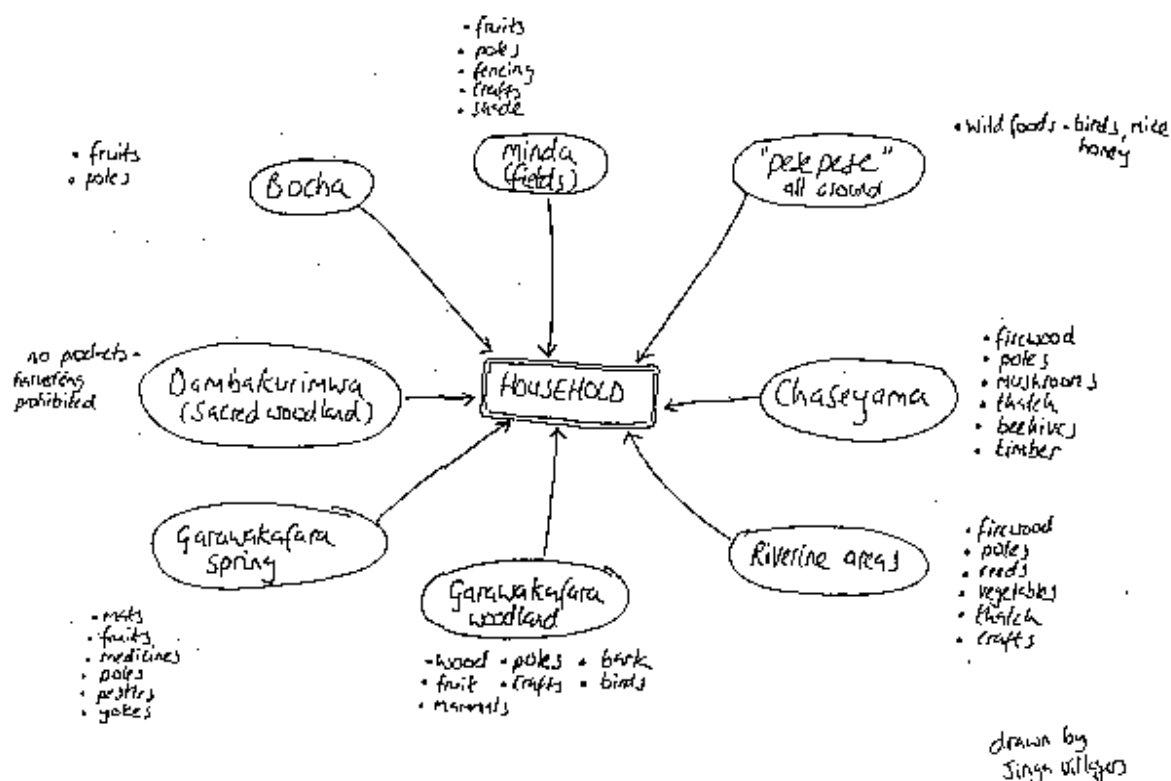 • fruits
• poles
• fencing
• crafts
• shade
minda
(fields)
• fruits
• poles
Bocha
"pese pese"
all around
• wild foods - birds, mice
honey
no products -
harvesting
prohibited
Dambakurimwa
(Sacred woodland)
HOUSEHOLD
Chaseyama
• firewood
• poles
• mushrooms
• thatch
• beehives
• timber
Garawakafara
spring
• mats
• fruits
• medicines
• poles
• pestles
• yokes
Garawakafara
woodland
• wood • poles • bark
• fruit • crafts • birds
• mammals
Riverine areas
• firewood
• poles
• reeds
• vegetables
• thatch
• crafts
drawn by
Jinga villagers